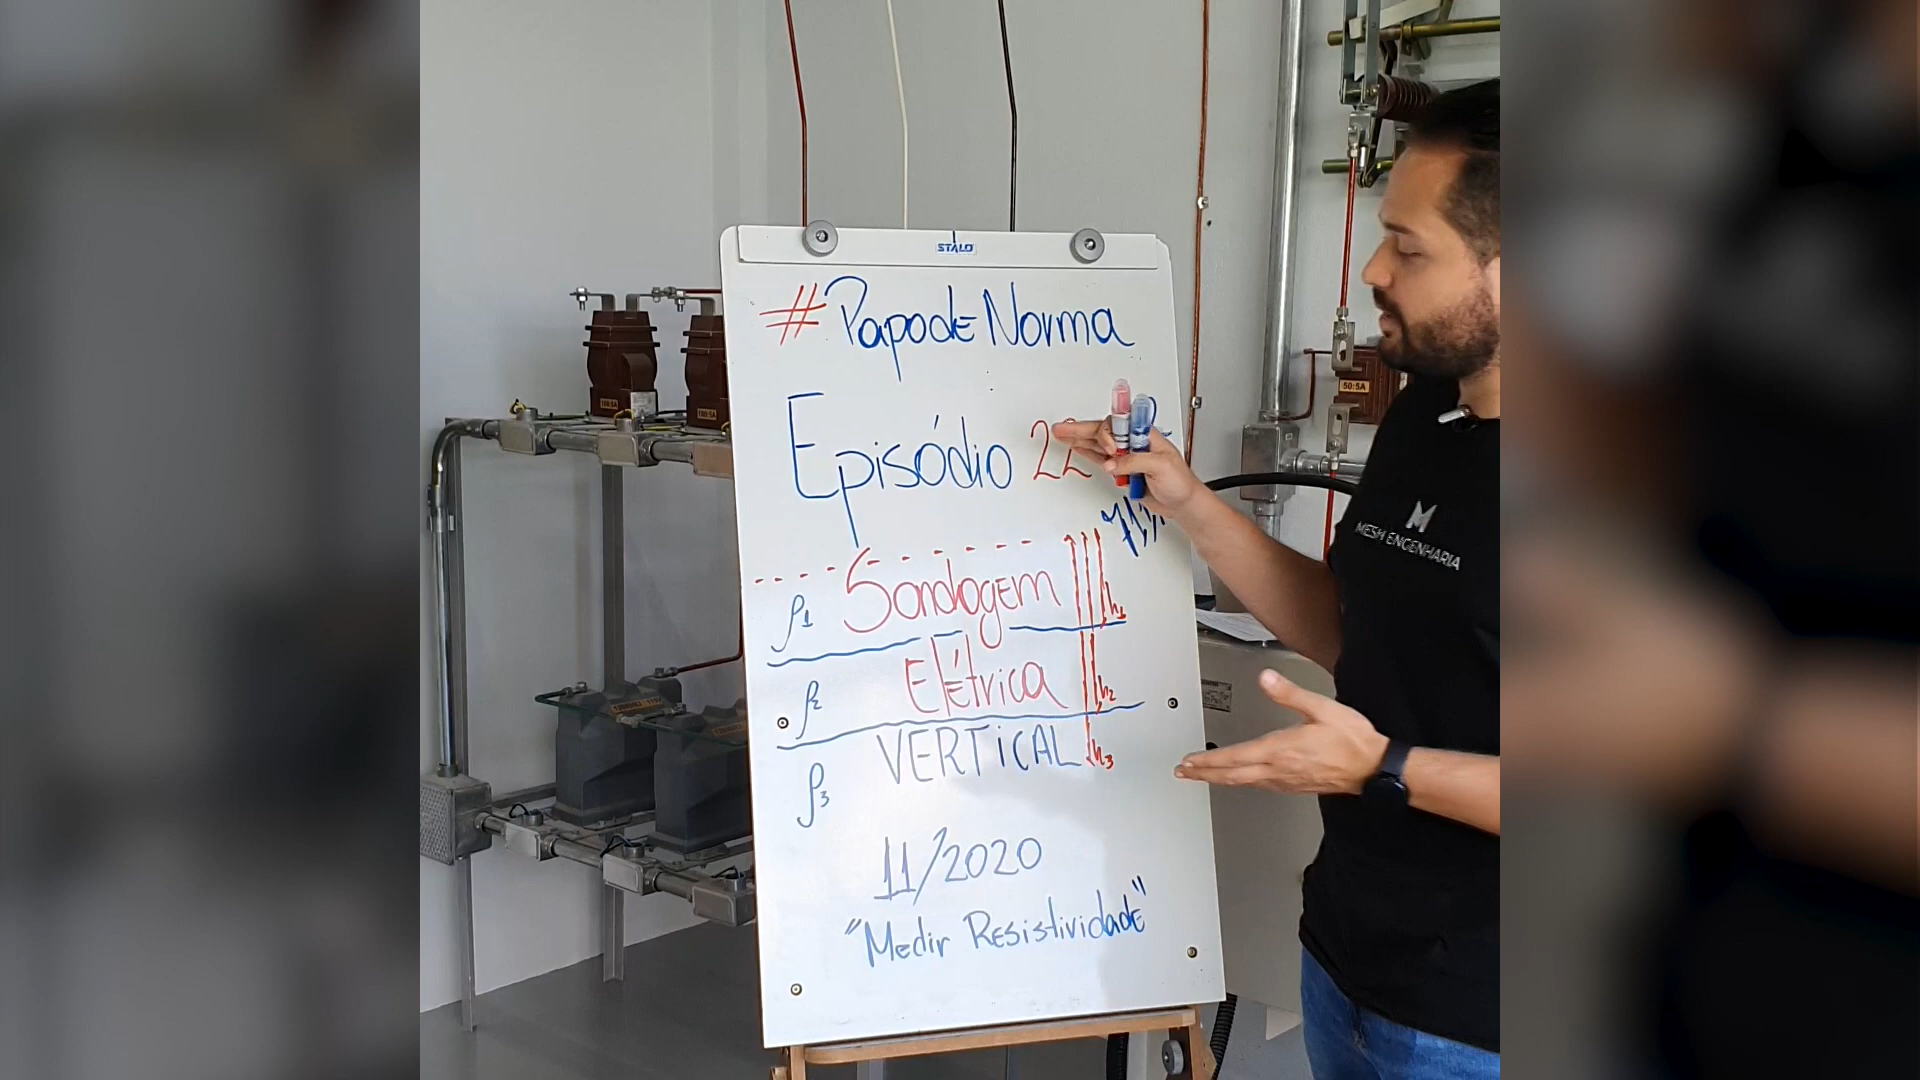 STALO
#PapodeNorma
Episódio 22
Sondagem
ρ1
h1
Elétrica
ρ2
h2
VERTICAL
h3
ρ3
11/2020
"Medir Resistividade"
M
MESH ENGENHARIA
50:5A